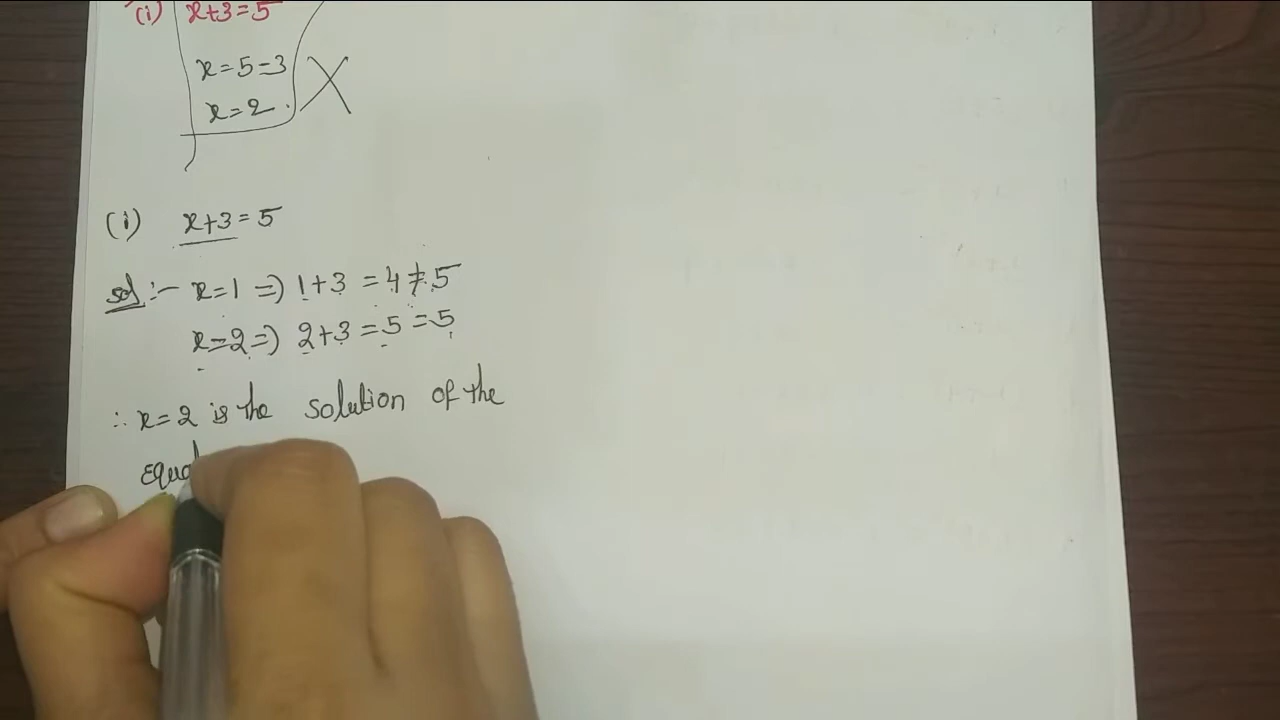 (i) x+3=5
x=5-3
x=2.
(i) x+3=5
sol :- x=1 => 1+3 = 4≠5
x=2=> 2+3 = 5 = 5
∴ x=2 is the solution of the